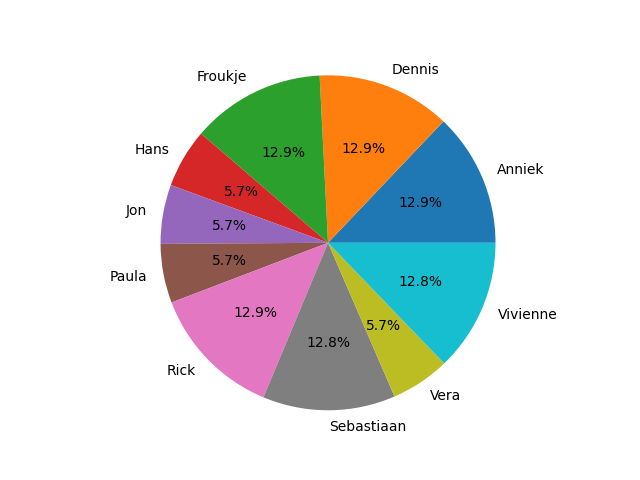 Froukje
Dennis
Hans
Anniek
12.9%
12.9%
5.7%
12.9%
Jon
5.7%
Paula
5.7%
12.8%
12.9%
5.7%
12.8%
Vivienne
Rick
Vera
Sebastiaan